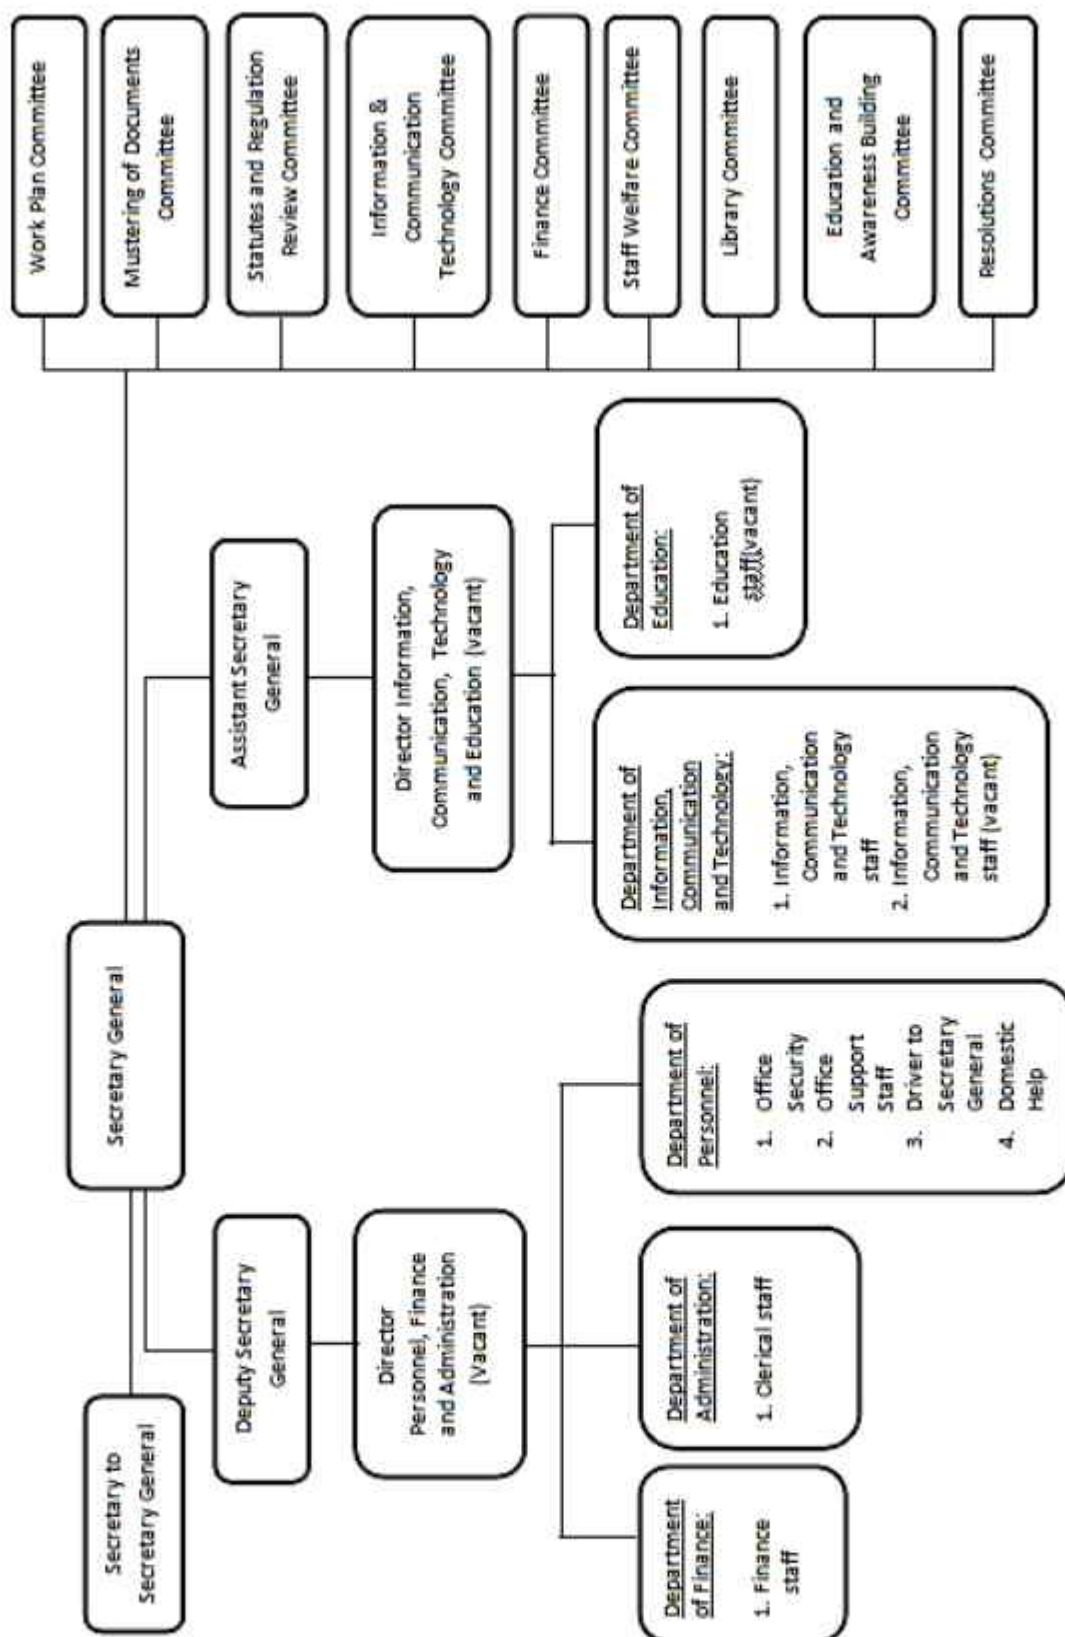 Secretary to
Secretary General
Secretary General
Deputy Secretary
General
Assistant Secretary
General
Director
Personnel, Finance
and Administration
(Vacant)
Director Information,
Communication, Technology
and Education (vacant)
Department
of Finance:
1. Finance
staff
Department of
Administration:
1. Clerical staff
Department of
Personnel:
1. Office
Security
2. Office
Support
Staff
3. Driver to
Secretary
General
4. Domestic
Help
Department of
Information,
Communication
and Technology:
1. Information,
Communication
and Technology
staff
2. Information,
Communication
and Technology
staff (vacant)
Department of
Education:
1. Education
staff(vacant)
Work Plan Committee
Mustering of Documents
Committee
Statutes and Regulation
Review Committee
Information &
Communication
Technology Committee
Finance Committee
Staff Welfare Committee
Library Committee
Education and
Awareness Building
Committee
Resolutions Committee